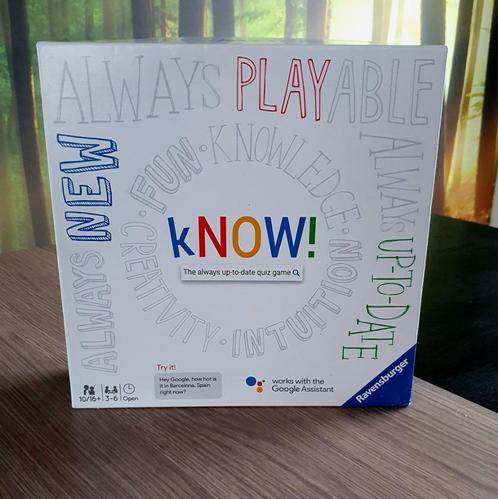 ALWAYS PLAYABLE
ALWAYS NEW
ALWAYS UP-TO-DATE
FUN · KNOWLEDGE · INTUITION · CREATIVITY ·
kNOW!
The always up-to-date quiz game
Try it!
Hey Google, how hot is
it in Barcelona, Spain
right now?
works with the
Google Assistant
10/16+ 3-6 Open
Ravensburger